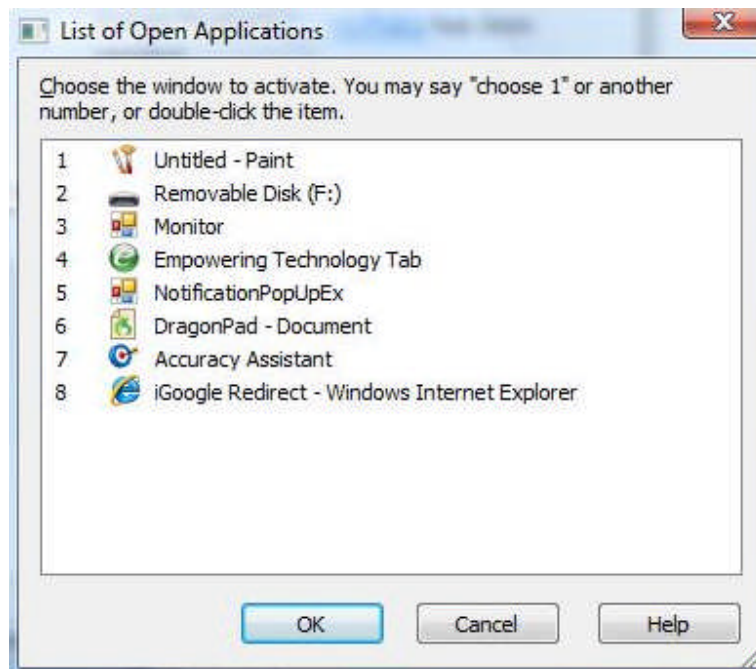 List of Open Applications
Choose the window to activate. You may say "choose 1" or another
number, or double-click the item.
1 Untitled - Paint
2 Removable Disk (F:)
3 Monitor
4 Empowering Technology Tab
5 NotificationPopUpEx
6 DragonPad - Document
7 Accuracy Assistant
8 iGoogle Redirect - Windows Internet Explorer
OK Cancel Help